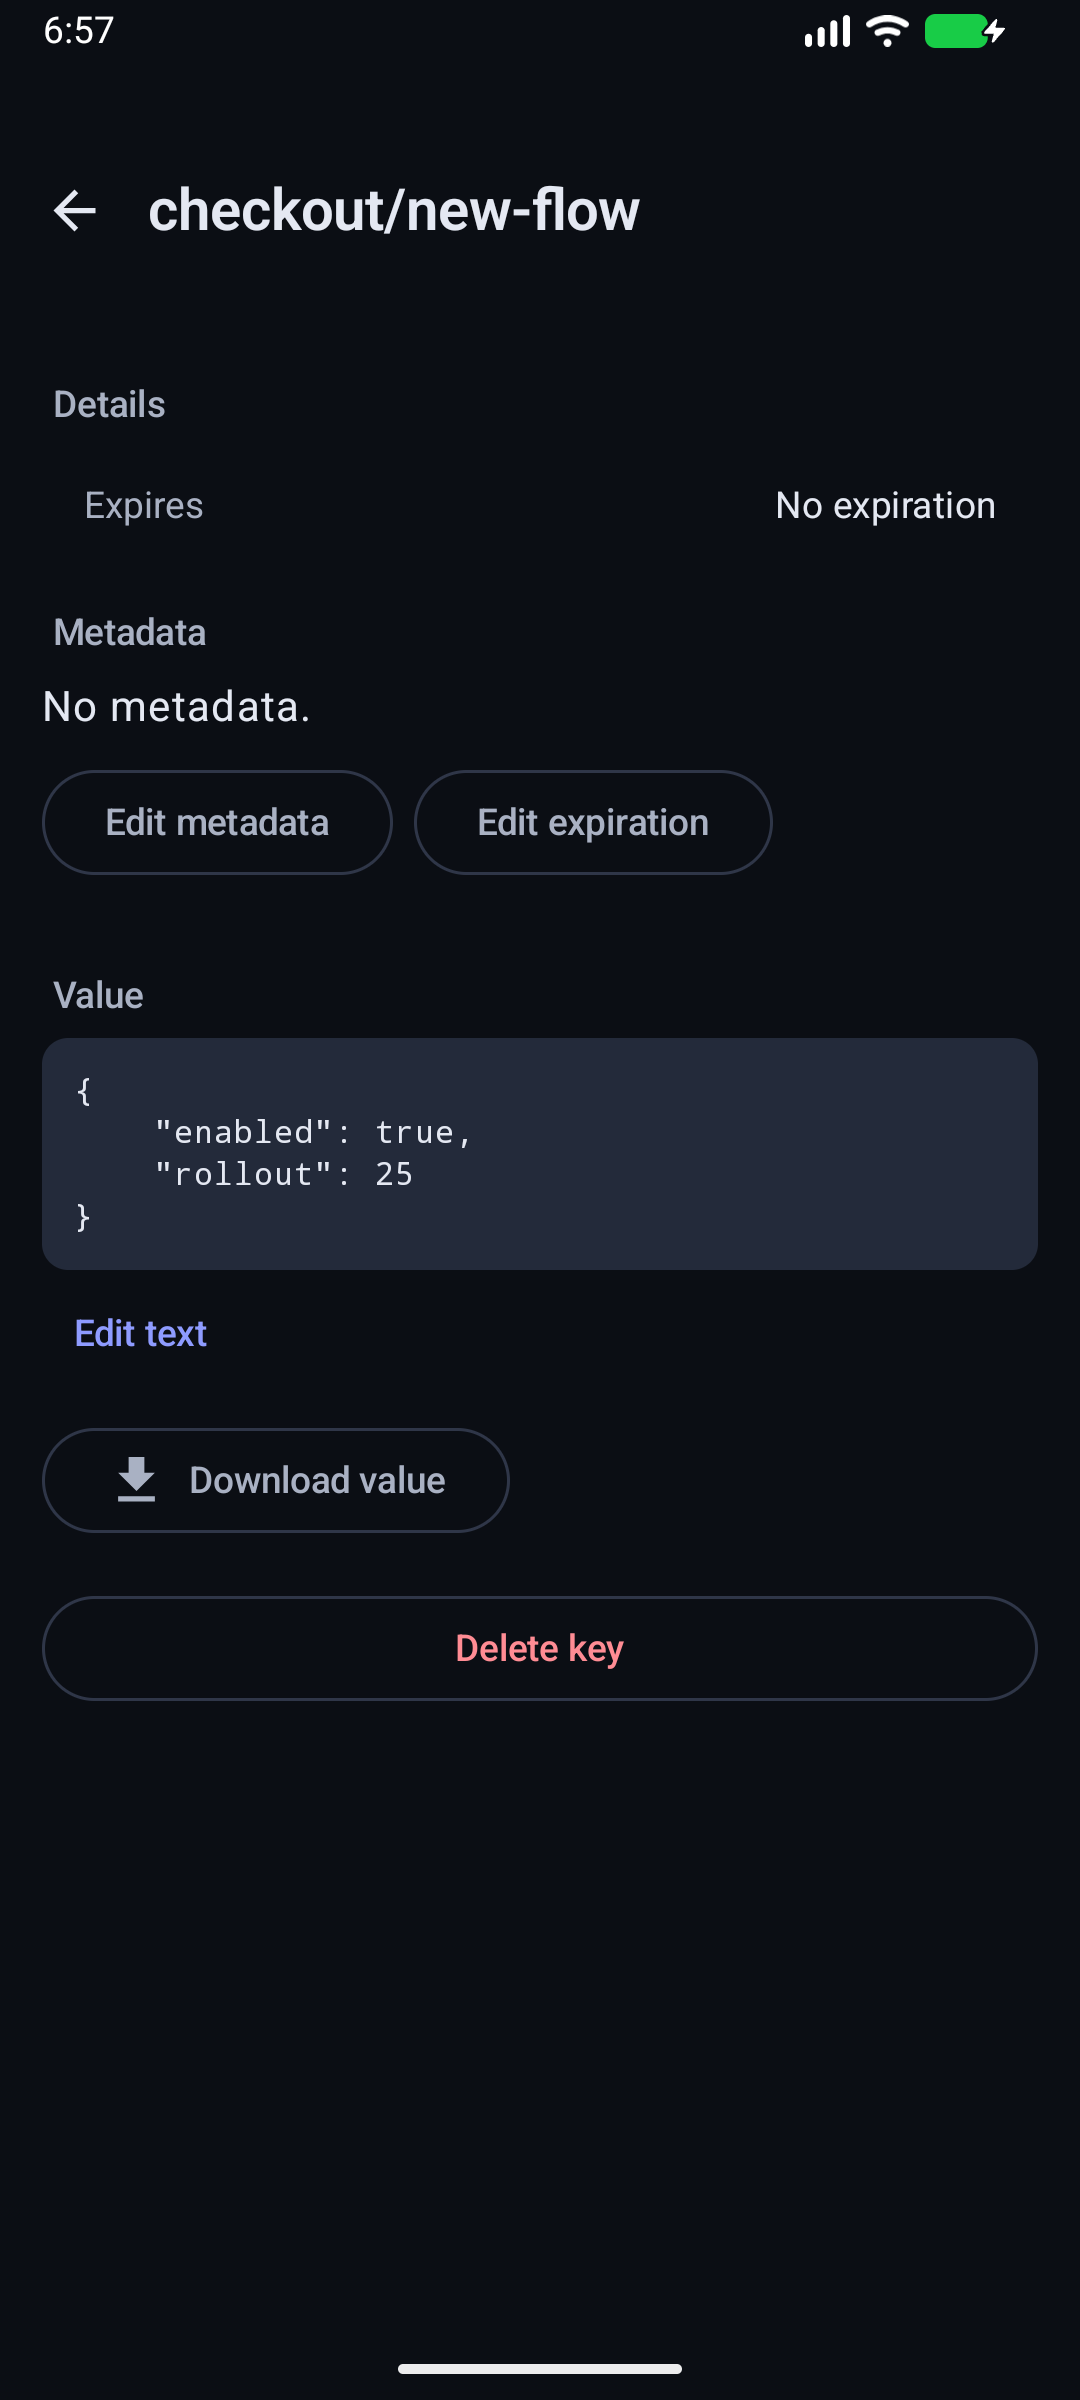 6:57
checkout/new-flow
Details
Expires No expiration
Metadata
No metadata.
Edit metadata Edit expiration
Value
{
    "enabled": true,
    "rollout": 25
}
Edit text
Download value
Delete key